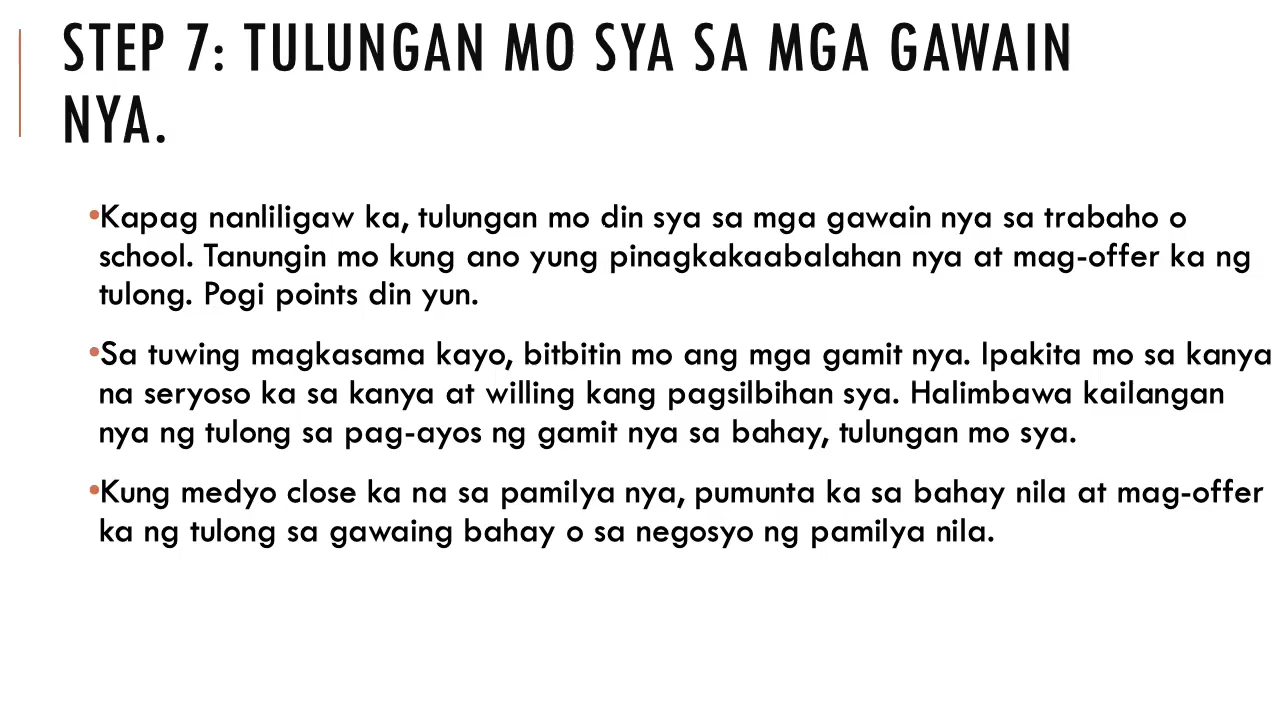 STEP 7: TULUNGAN MO SYA SA MGA GAWAIN
NYA.
•Kapag nanliligaw ka, tulungan mo din sya sa mga gawain nya sa trabaho o
school. Tanungin mo kung ano yung pinagkakaabalahan nya at mag-offer ka ng
tulong. Pogi points din yun.
•Sa tuwing magkasama kayo, bitbitin mo ang mga gamit nya. Ipakita mo sa kanya
na seryoso ka sa kanya at willing kang pagsilbihan sya. Halimbawa kailangan
nya ng tulong sa pag-ayos ng gamit nya sa bahay, tulungan mo sya.
•Kung medyo close ka na sa pamilya nya, pumunta ka sa bahay nila at mag-offer
ka ng tulong sa gawaing bahay o sa negosyo ng pamilya nila.